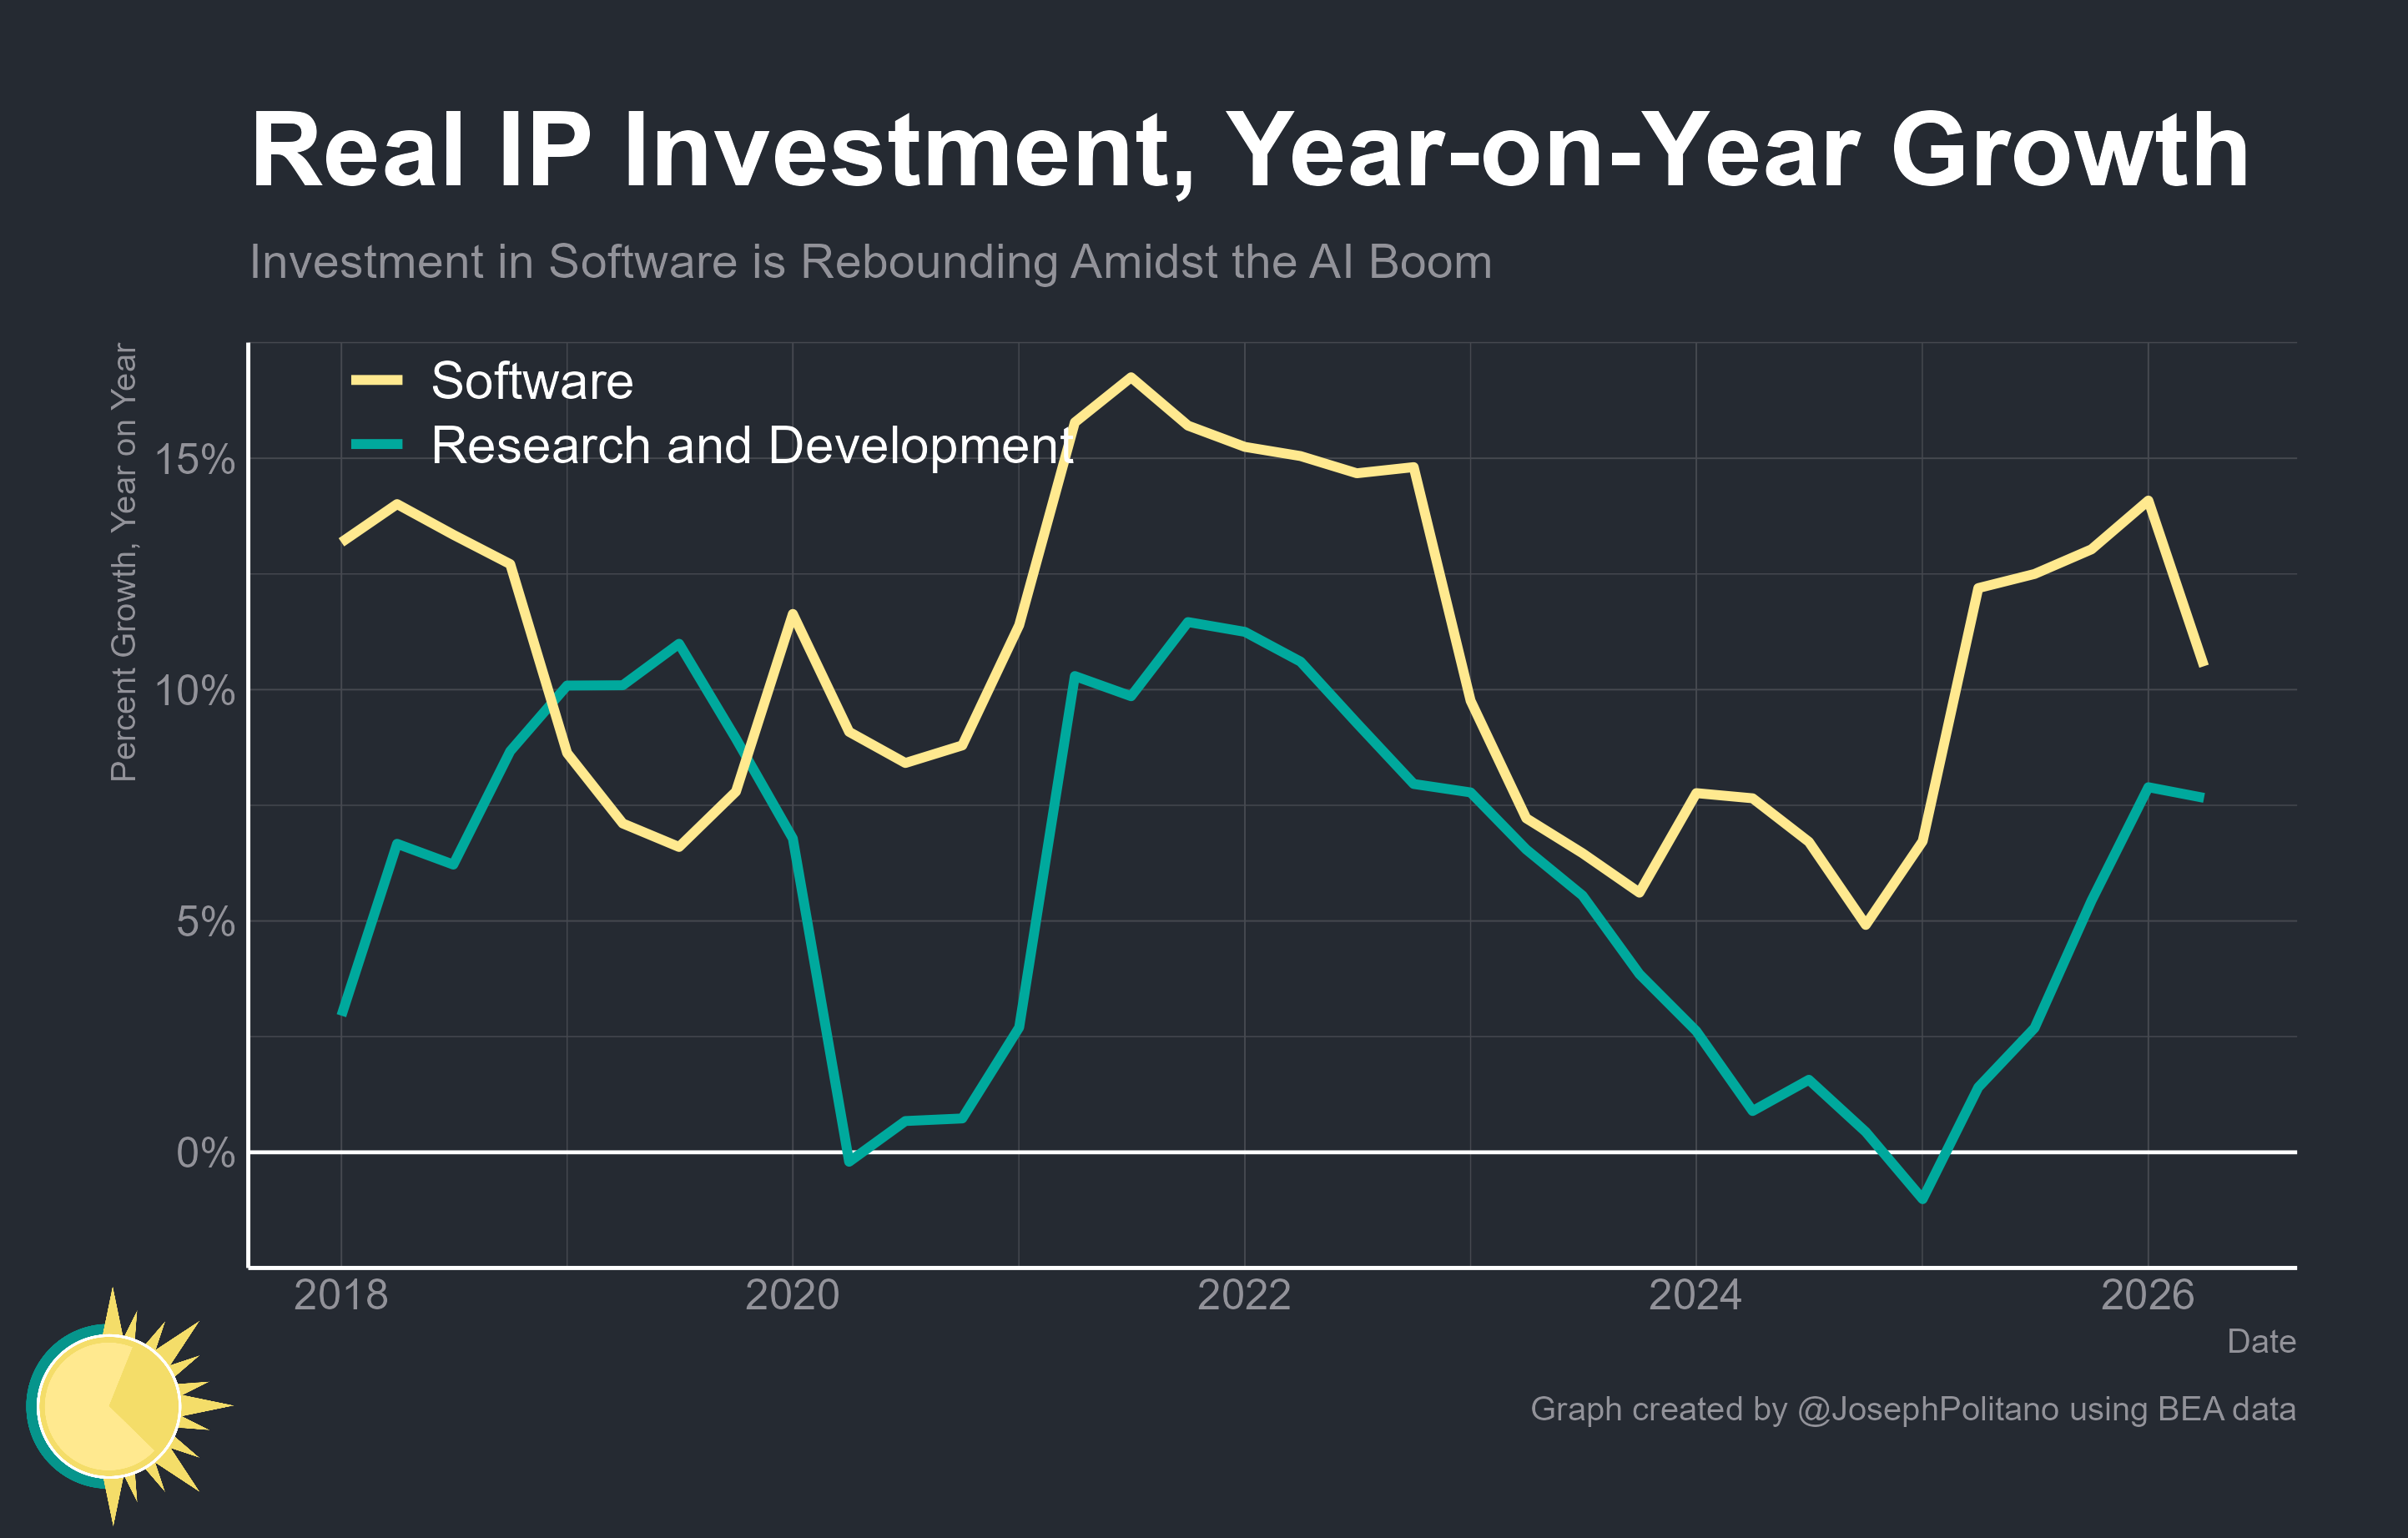 Real IP Investment, Year-on-Year Growth
Investment in Software is Rebounding Amidst the AI Boom
Percent Growth, Year on Year
Software
Research and Development
15%
10%
5%
0%
2018 2020 2022 2024 2026
Date
Graph created by @JosephPolitano using BEA data